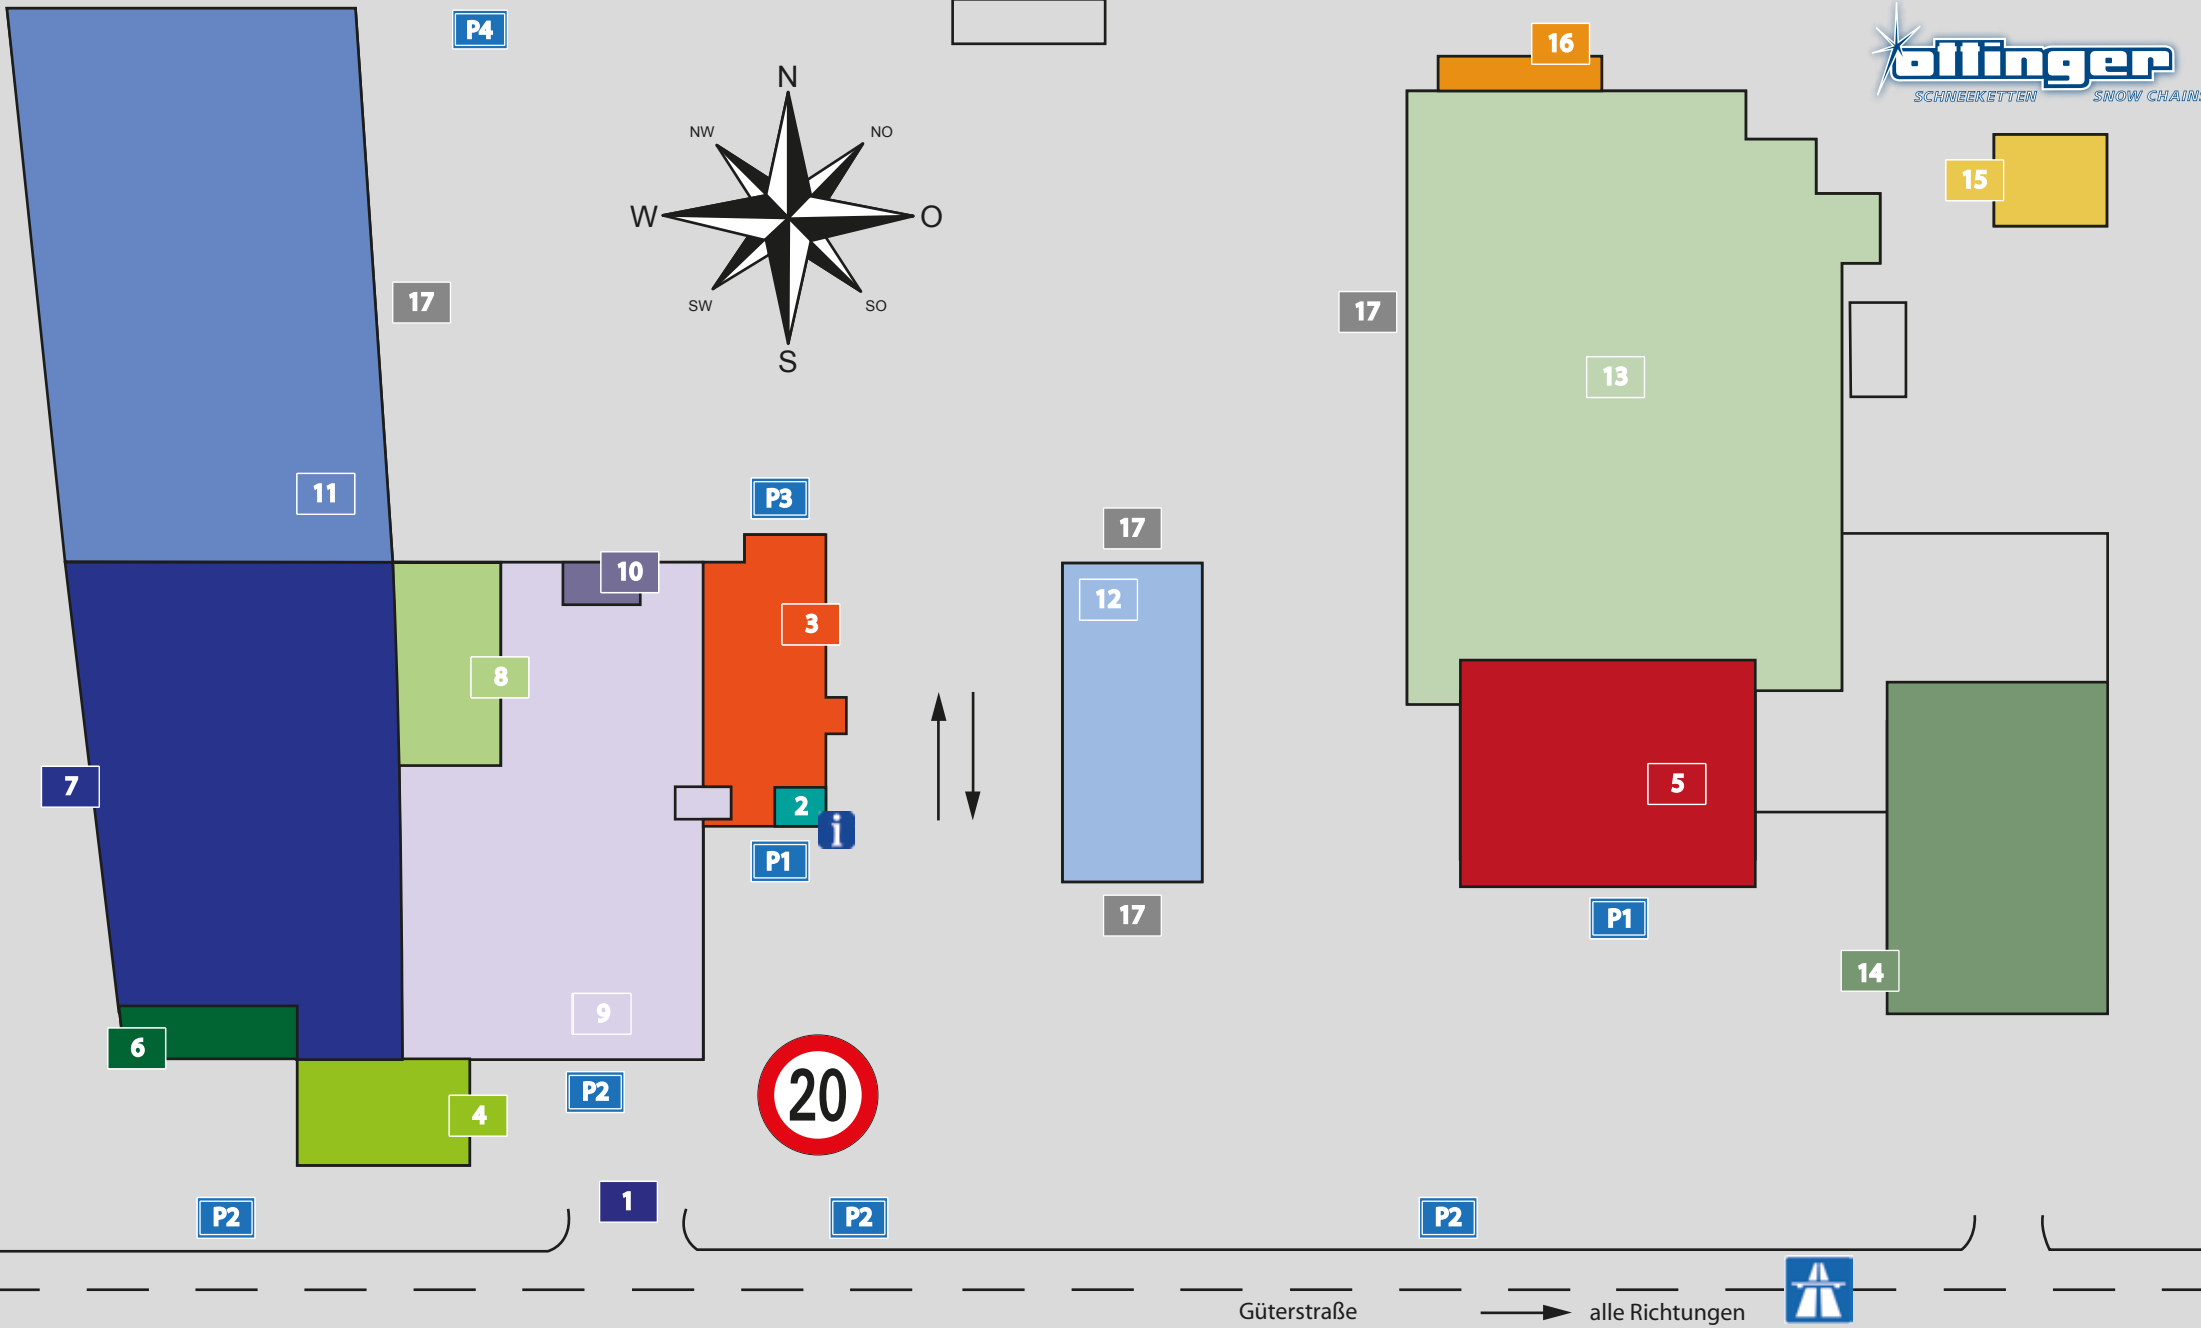 P4
16
ottinger
SCHNEEKETTEN SNOW CHAINS
N
NW NO
W O
SW SO
S
15
17
17
13
11
P3
17
10
12
3
8
7
2
i
5
P1
17
P1
14
9
6
20
P2
4
1
P2
P2
P2
Güterstraße
alle Richtungen